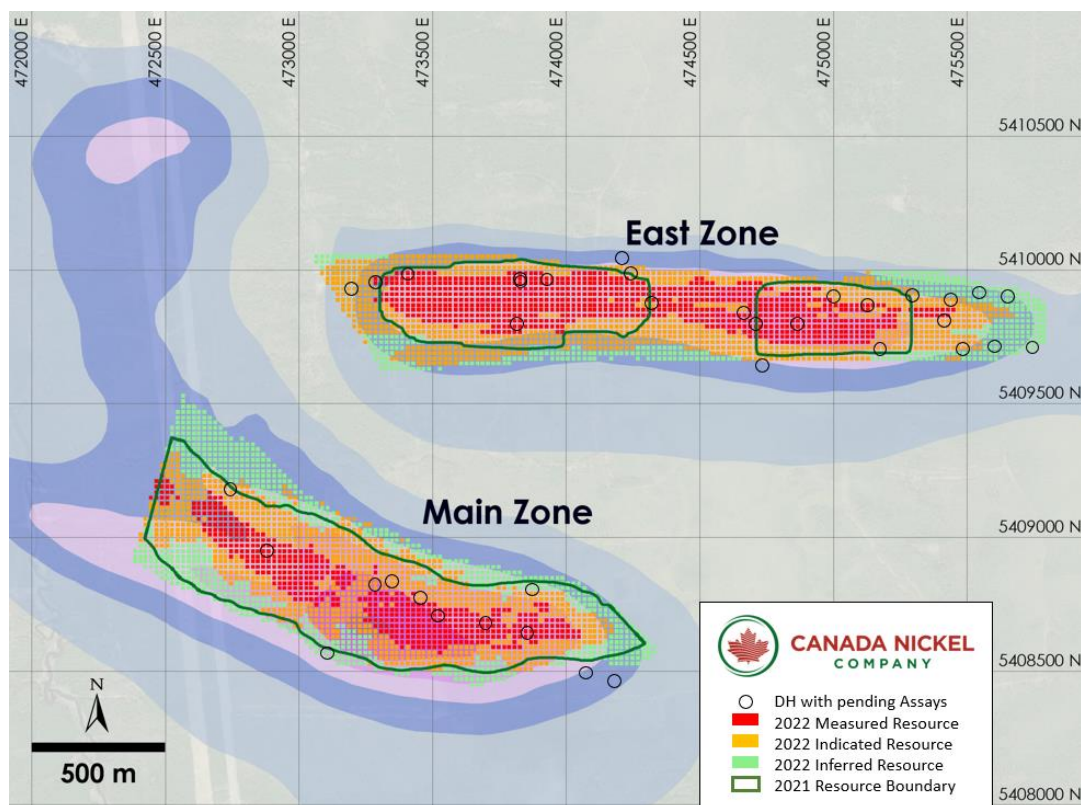 472000 E
472500 E
473000 E
473500 E
474000 E
474500 E
475000 E
475500 E
5410500 N
East Zone
5410000 N
5409500 N
Main Zone
5409000 N
5408500 N
N
500 m
CANADA NICKEL
COMPANY
DH with pending Assays
2022 Measured Resource
2022 Indicated Resource
2022 Inferred Resource
2021 Resource Boundary
5408000 N